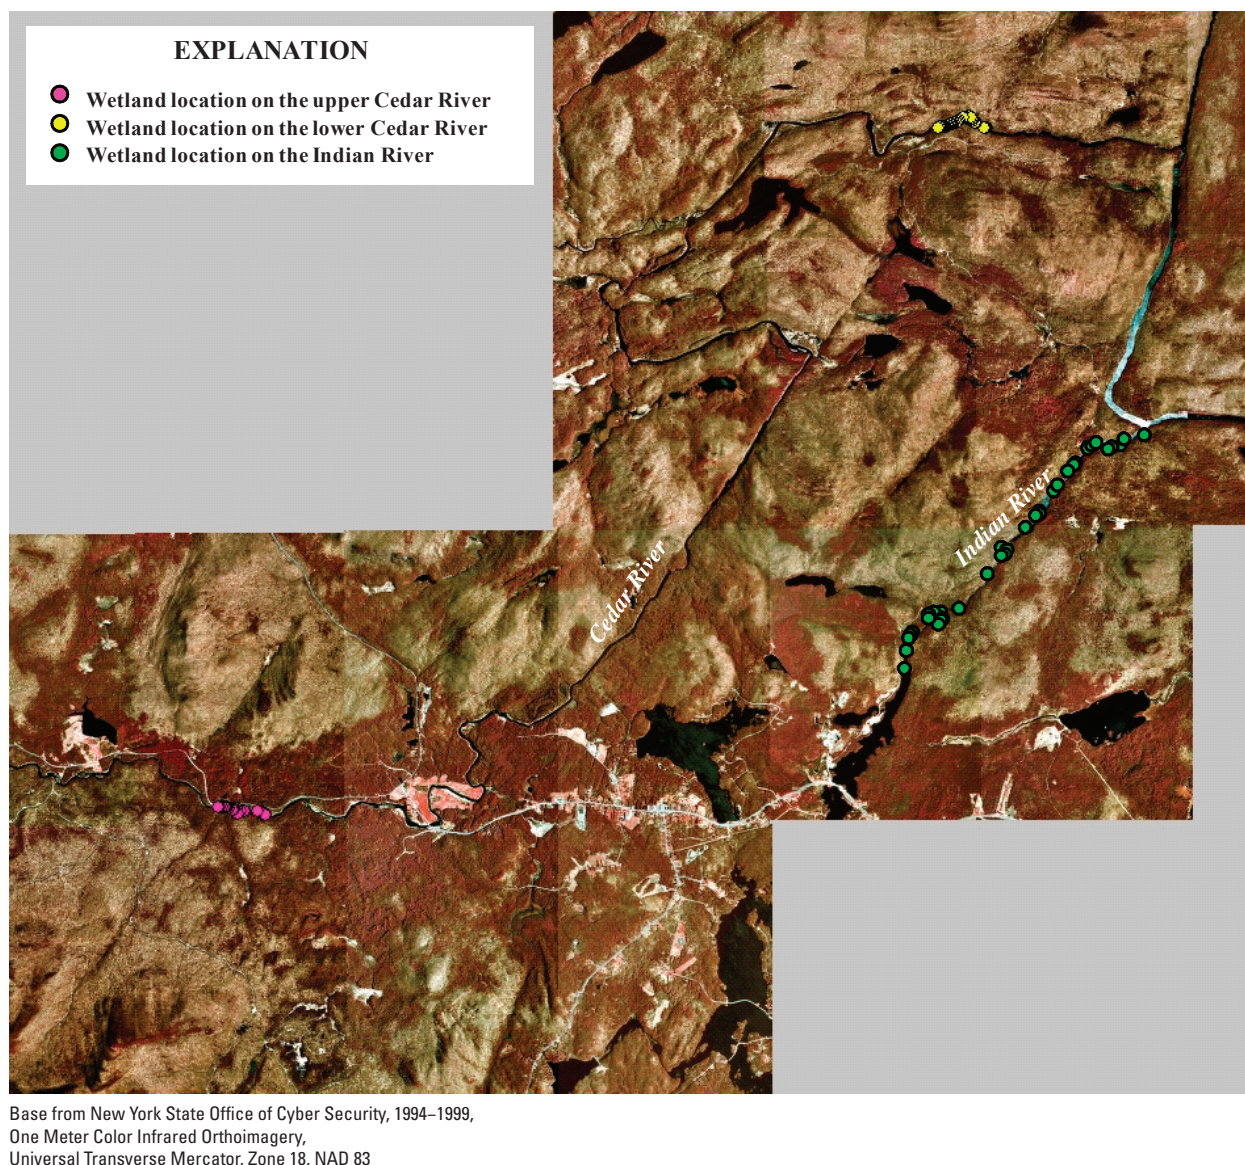 EXPLANATION
Wetland location on the upper Cedar River
Wetland location on the lower Cedar River
Wetland location on the Indian River
Indian River
Cedar River
Base from New York State Office of Cyber Security, 1994–1999,
One Meter Color Infrared Orthoimagery,
Universal Transverse Mercator, Zone 18, NAD 83